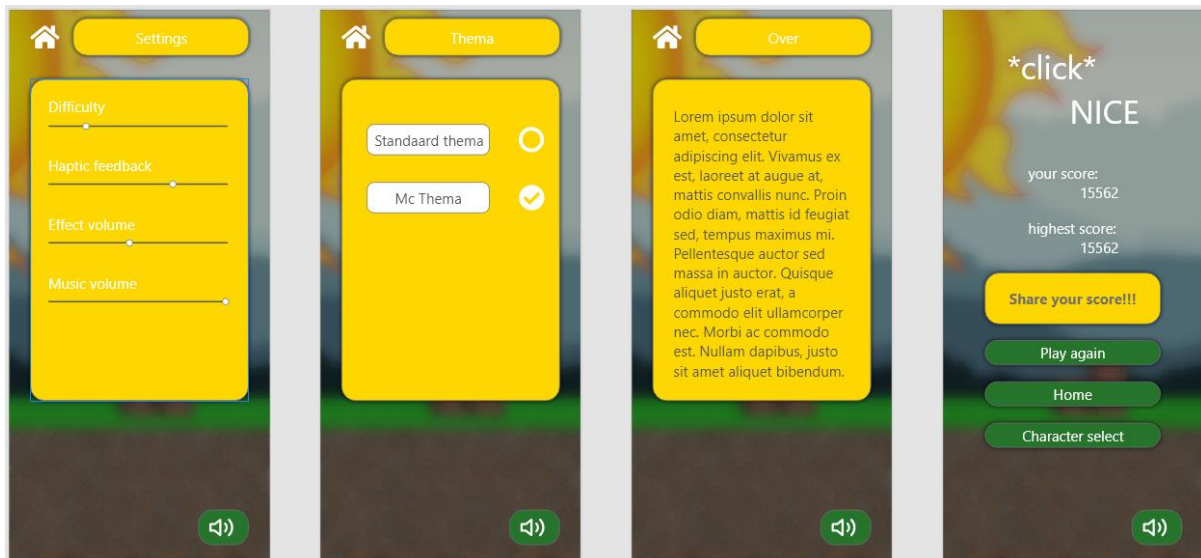 Settings
Difficulty
Haptic feedback
Effect volume
Music volume
Thema
Standaard thema
Mc Thema
Over
Lorem ipsum dolor sit
amet, consectetur
adipiscing elit. Vivamus ex
est, laoreet at augue at,
mattis convallis nunc. Proin
odio diam, mattis id feugiat
sed, tempus maximus mi.
Pellentesque auctor sed
massa in auctor. Quisque
aliquet justo erat, a
commodo elit ullamcorper
nec. Morbi ac commodo
est. Nullam dapibus, justo
sit amet aliquet bibendum.
*click*
NICE
your score:
15562
highest score:
15562
Share your score!!!
Play again
Home
Character select